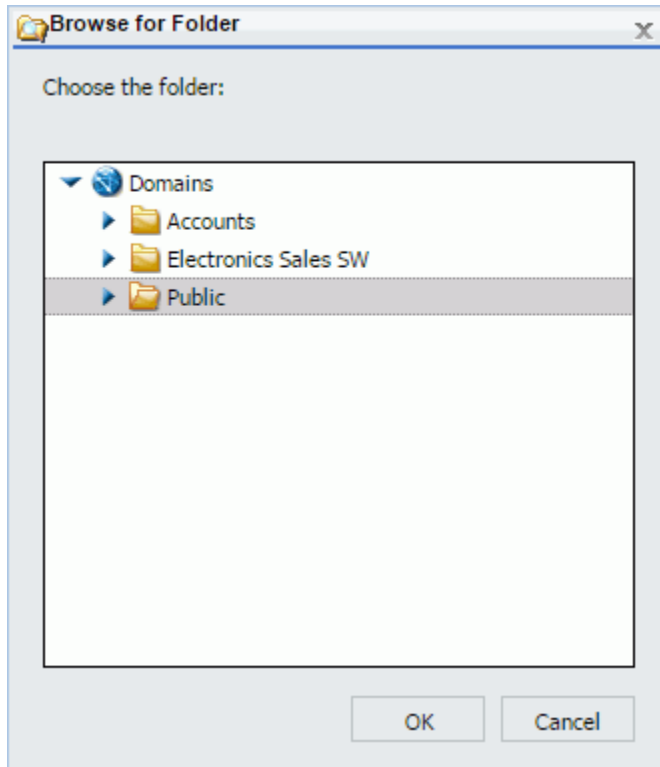 Browse for Folder
Choose the folder:
Domains
Accounts
Electronics Sales SW
Public
OK Cancel